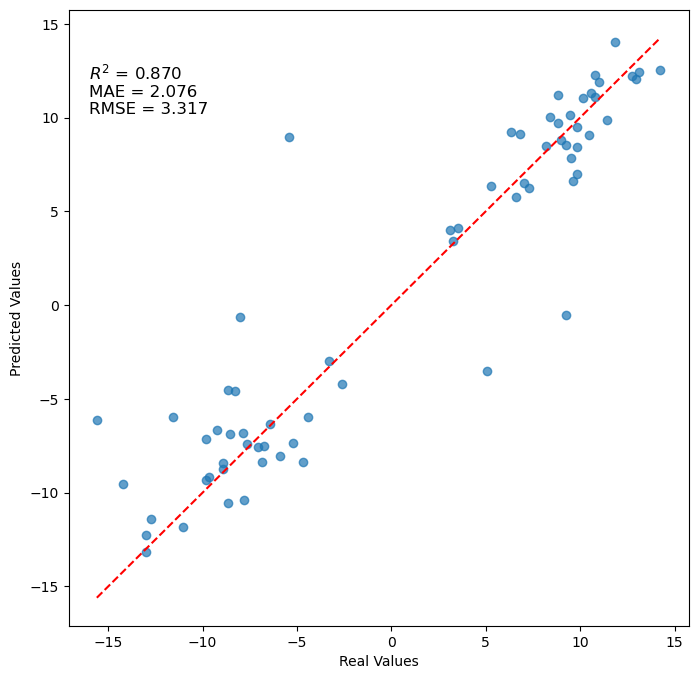 R² = 0.870
MAE = 2.076
RMSE = 3.317
15
10
5
0
−5
−10
−15
Predicted Values
−15 −10 −5 0 5 10 15
Real Values